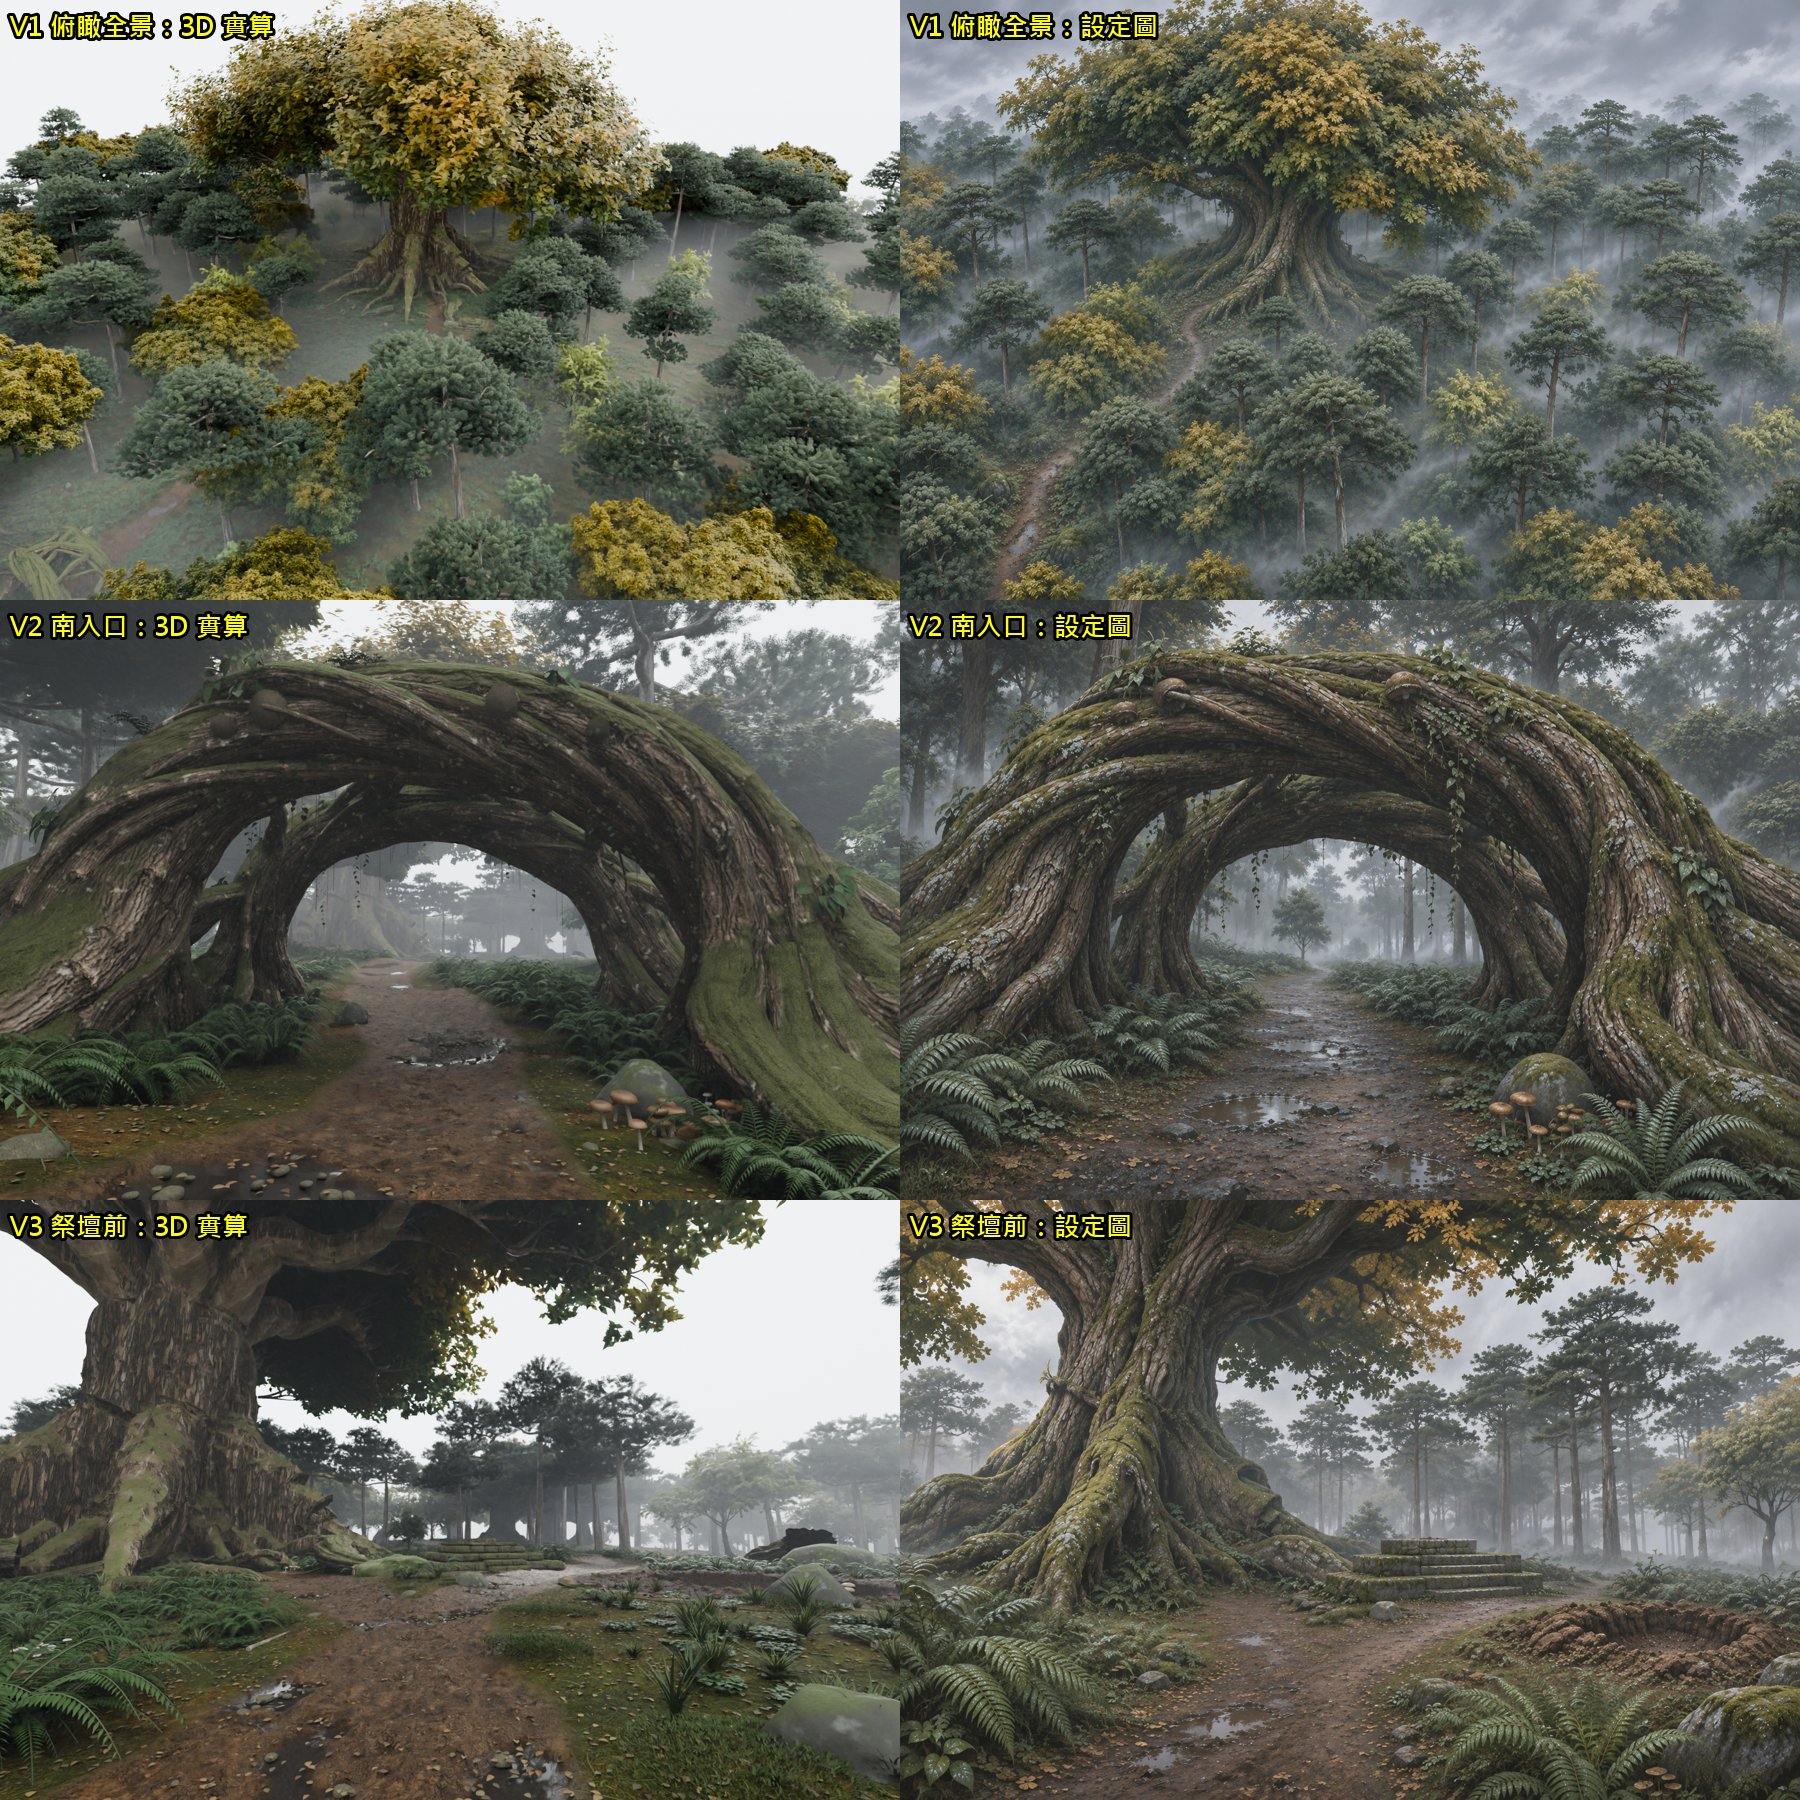 V1 俯瞰全景：3D 實算
V1 俯瞰全景：設定圖
V2 南入口：3D 實算
V2 南入口：設定圖
V3 祭壇前：3D 實算
V3 祭壇前：設定圖